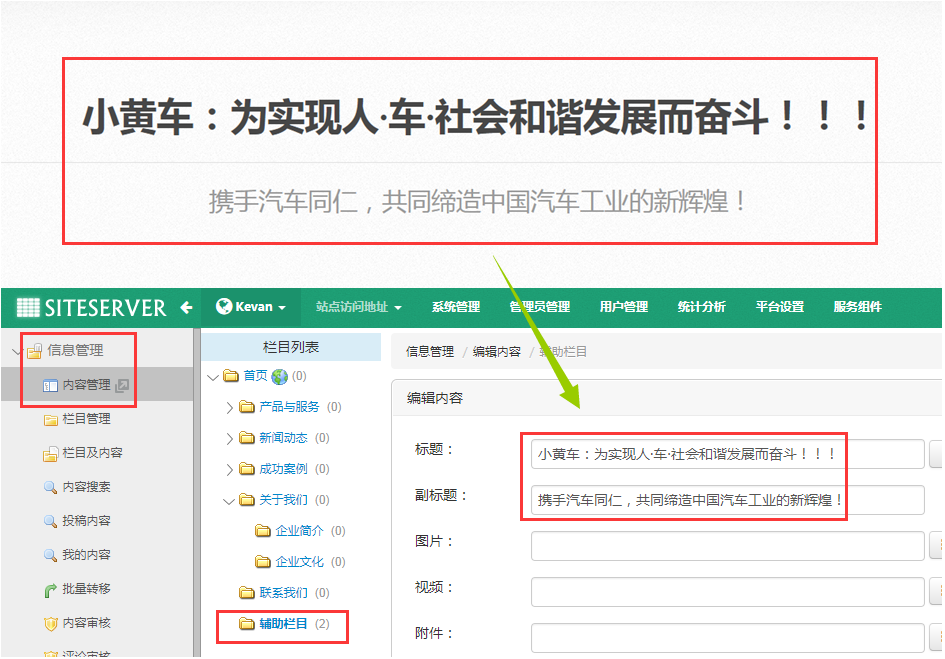 小黄车：为实现人·车·社会和谐发展而奋斗！！！
携手汽车同仁，共同缔造中国汽车工业的新辉煌！
SITESERVER Kevan 站点访问地址 系统管理 管理员管理 用户管理 统计分析 平台设置 服务组件
信息管理
内容管理
栏目管理
栏目及内容
内容搜索
投稿内容
我的内容
批量转移
内容审核
评论审核
栏目列表
首页 (0)
产品与服务 (0)
新闻动态 (0)
成功案例 (0)
关于我们 (0)
企业简介 (0)
企业文化 (0)
联系我们 (0)
辅助栏目 (2)
信息管理 / 编辑内容 / 辅助栏目
编辑内容
标题： 小黄车：为实现人·车·社会和谐发展而奋斗！！！
副标题： 携手汽车同仁，共同缔造中国汽车工业的新辉煌！
图片：
视频：
附件：